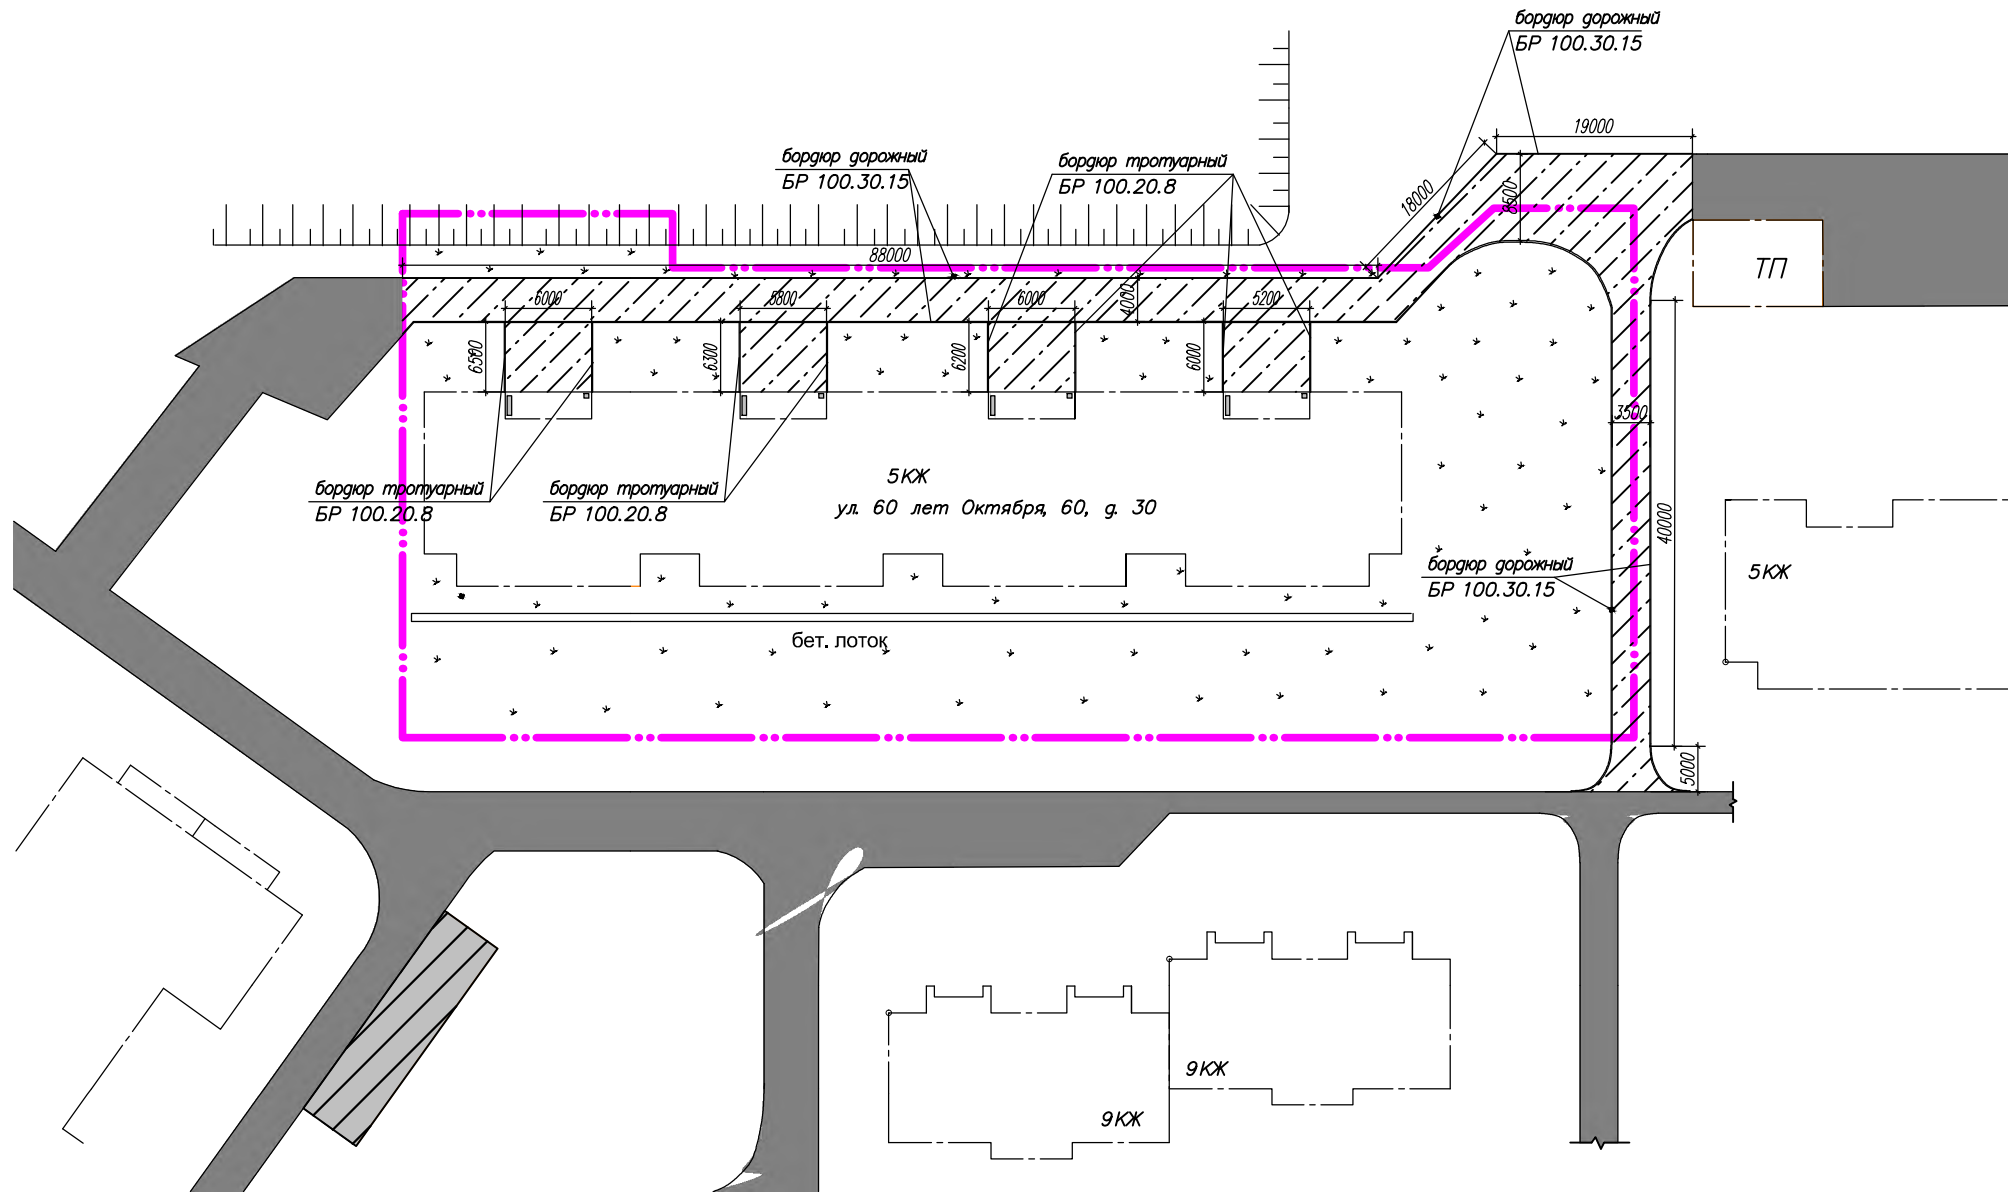 бордюр дорожный
БР 100.30.15
19000
бордюр дорожный
БР 100.30.15
бордюр тротуарный
БР 100.20.8
18000
8500
88000
ТП
6000
5800
6000
4000
5200
6500
6300
6200
6000
3500
5КЖ
ул. 60 лет Октября, 60, д. 30
бордюр тротуарный
БР 100.20.8
бордюр тротуарный
БР 100.20.8
40000
бордюр дорожный
БР 100.30.15
5КЖ
бет. лоток
5000
9КЖ
9КЖ